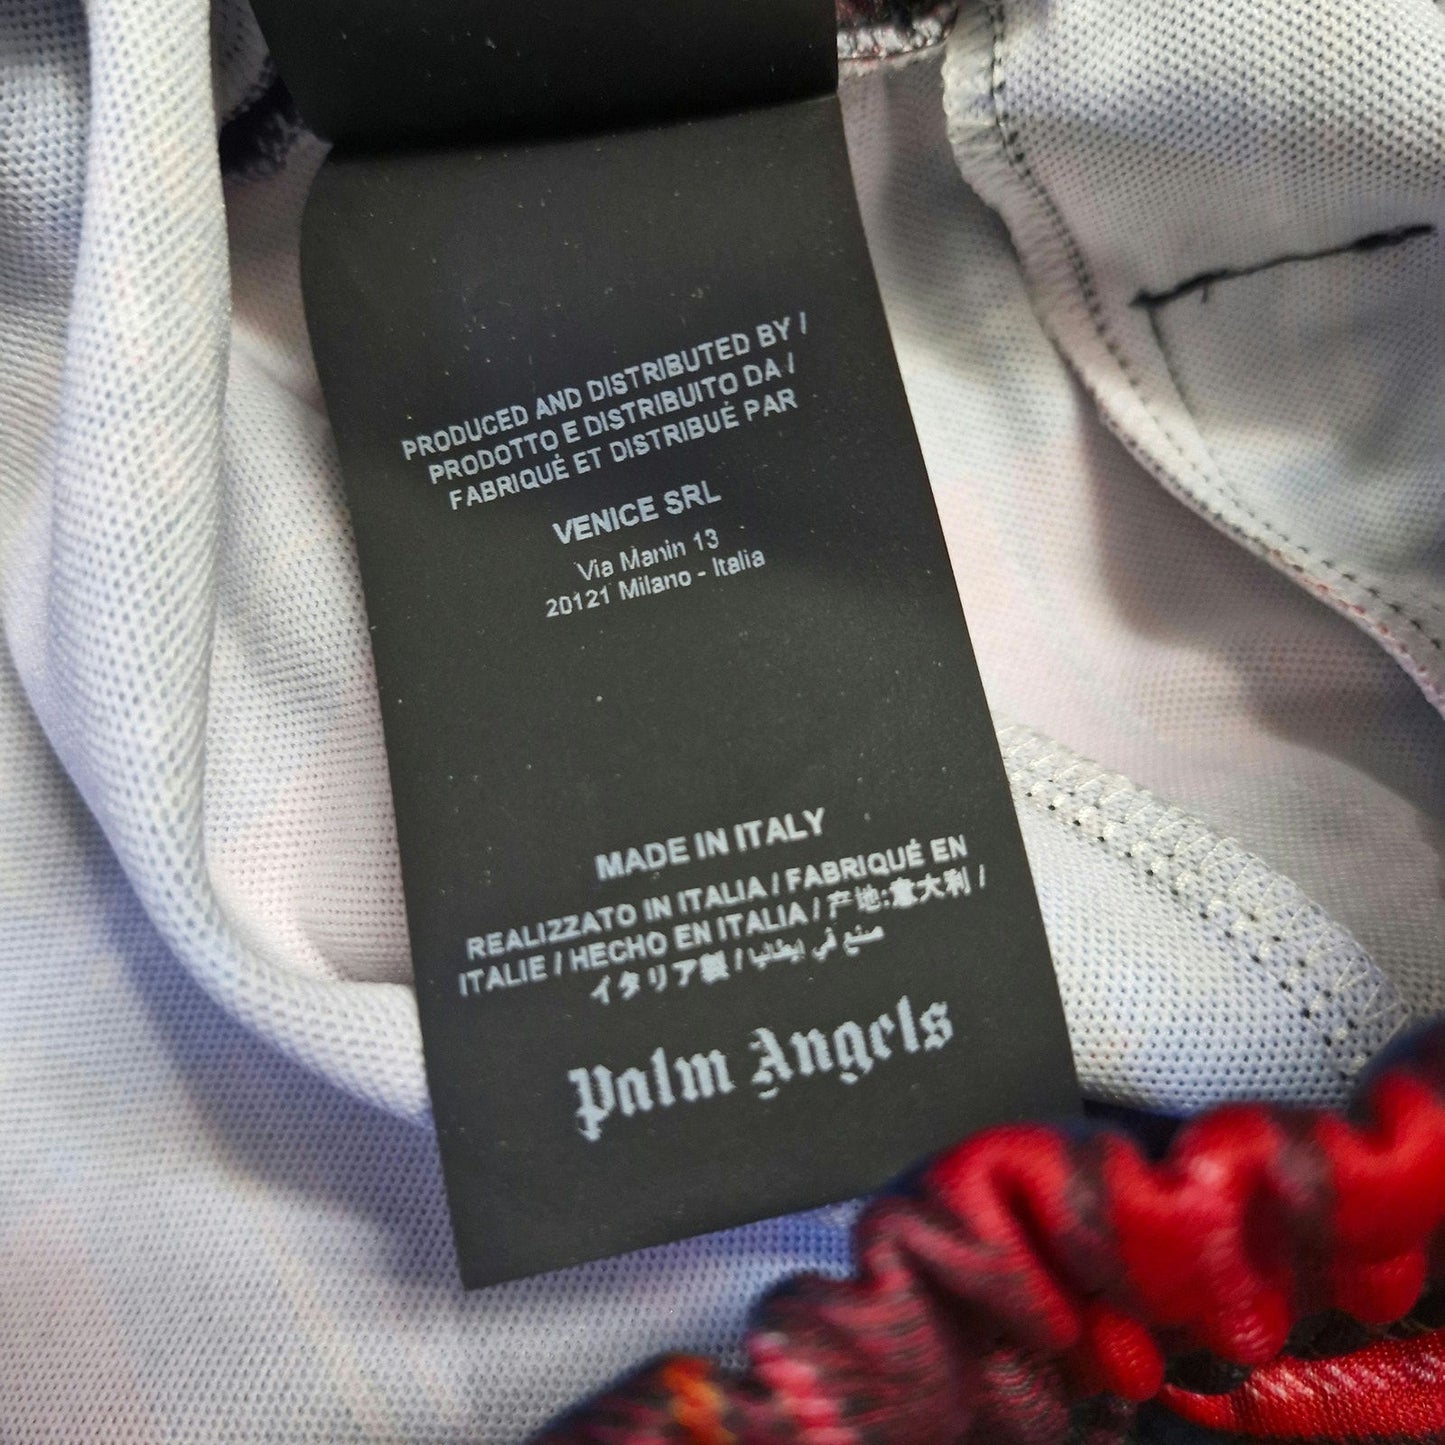 PRODUCED AND DISTRIBUTED BY /
PRODOTTO E DISTRIBUITO DA /
FABRIQUÉ ET DISTRIBUÉ PAR
VENICE SRL
Via Manin 13
20121 Milano - Italia
MADE IN ITALY
REALIZZATO IN ITALIA / FABRIQUÉ EN
ITALIE / HECHO EN ITALIA / 产地:意大利 /
イタリア製 / صنع في إيطاليا
Palm Angels